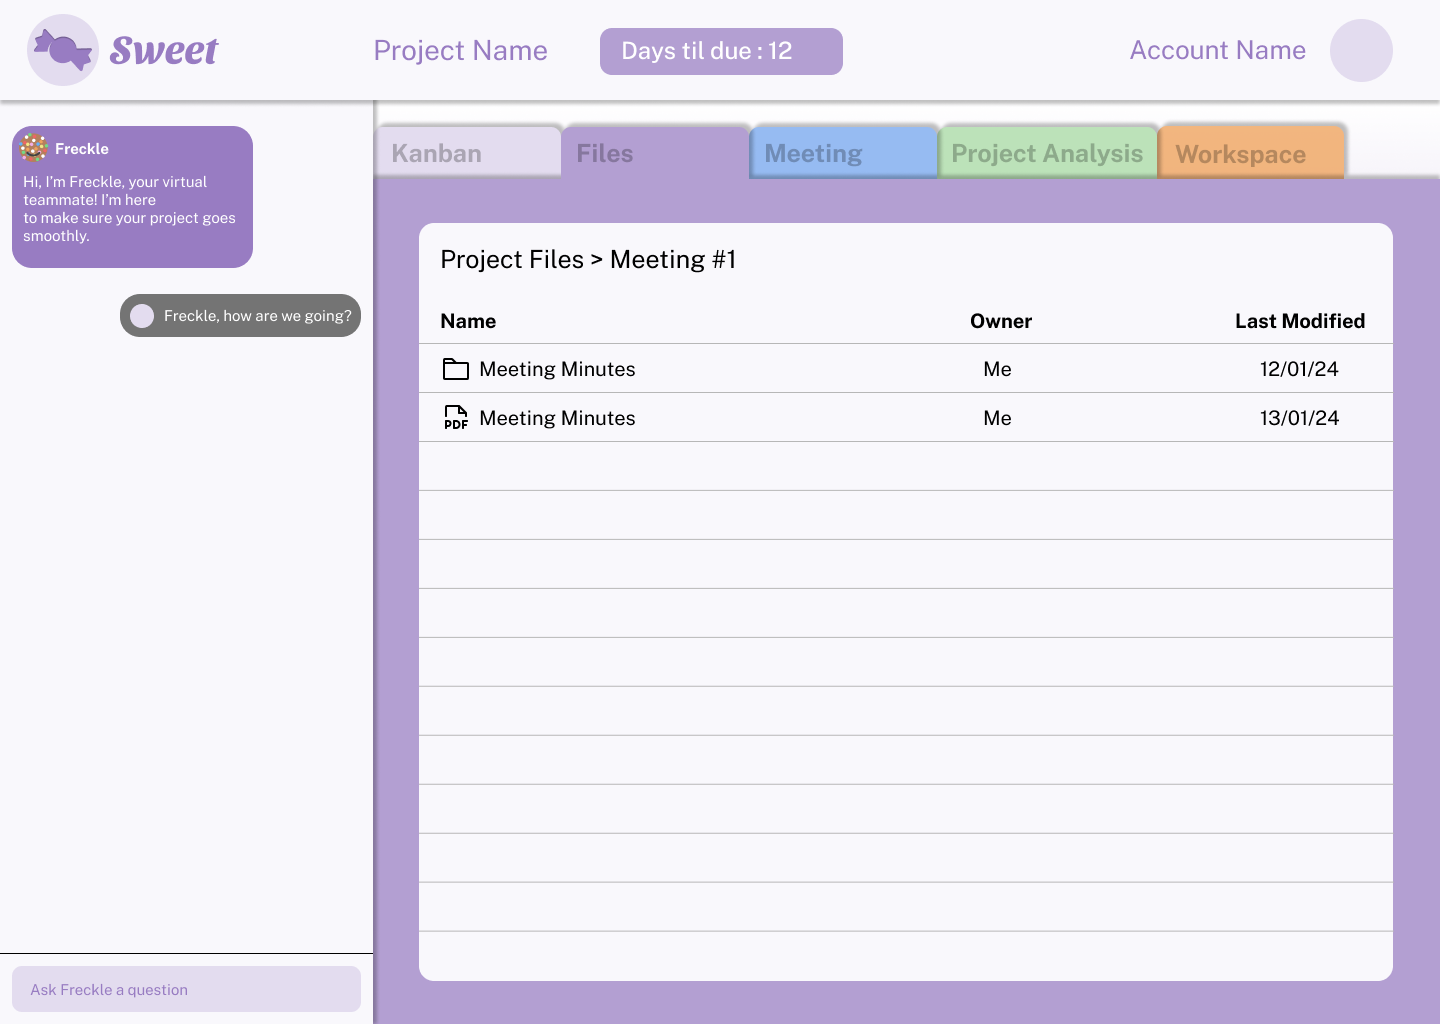 Sweet
Project Name
Days til due : 12
Account Name
Freckle
Hi, I'm Freckle, your virtual
teammate! I'm here
to make sure your project goes
smoothly.
Freckle, how are we going?
Ask Freckle a question
Kanban
Files
Meeting
Project Analysis
Workspace
Project Files > Meeting #1
Name Owner Last Modified
Meeting Minutes Me 12/01/24
PDF Meeting Minutes Me 13/01/24